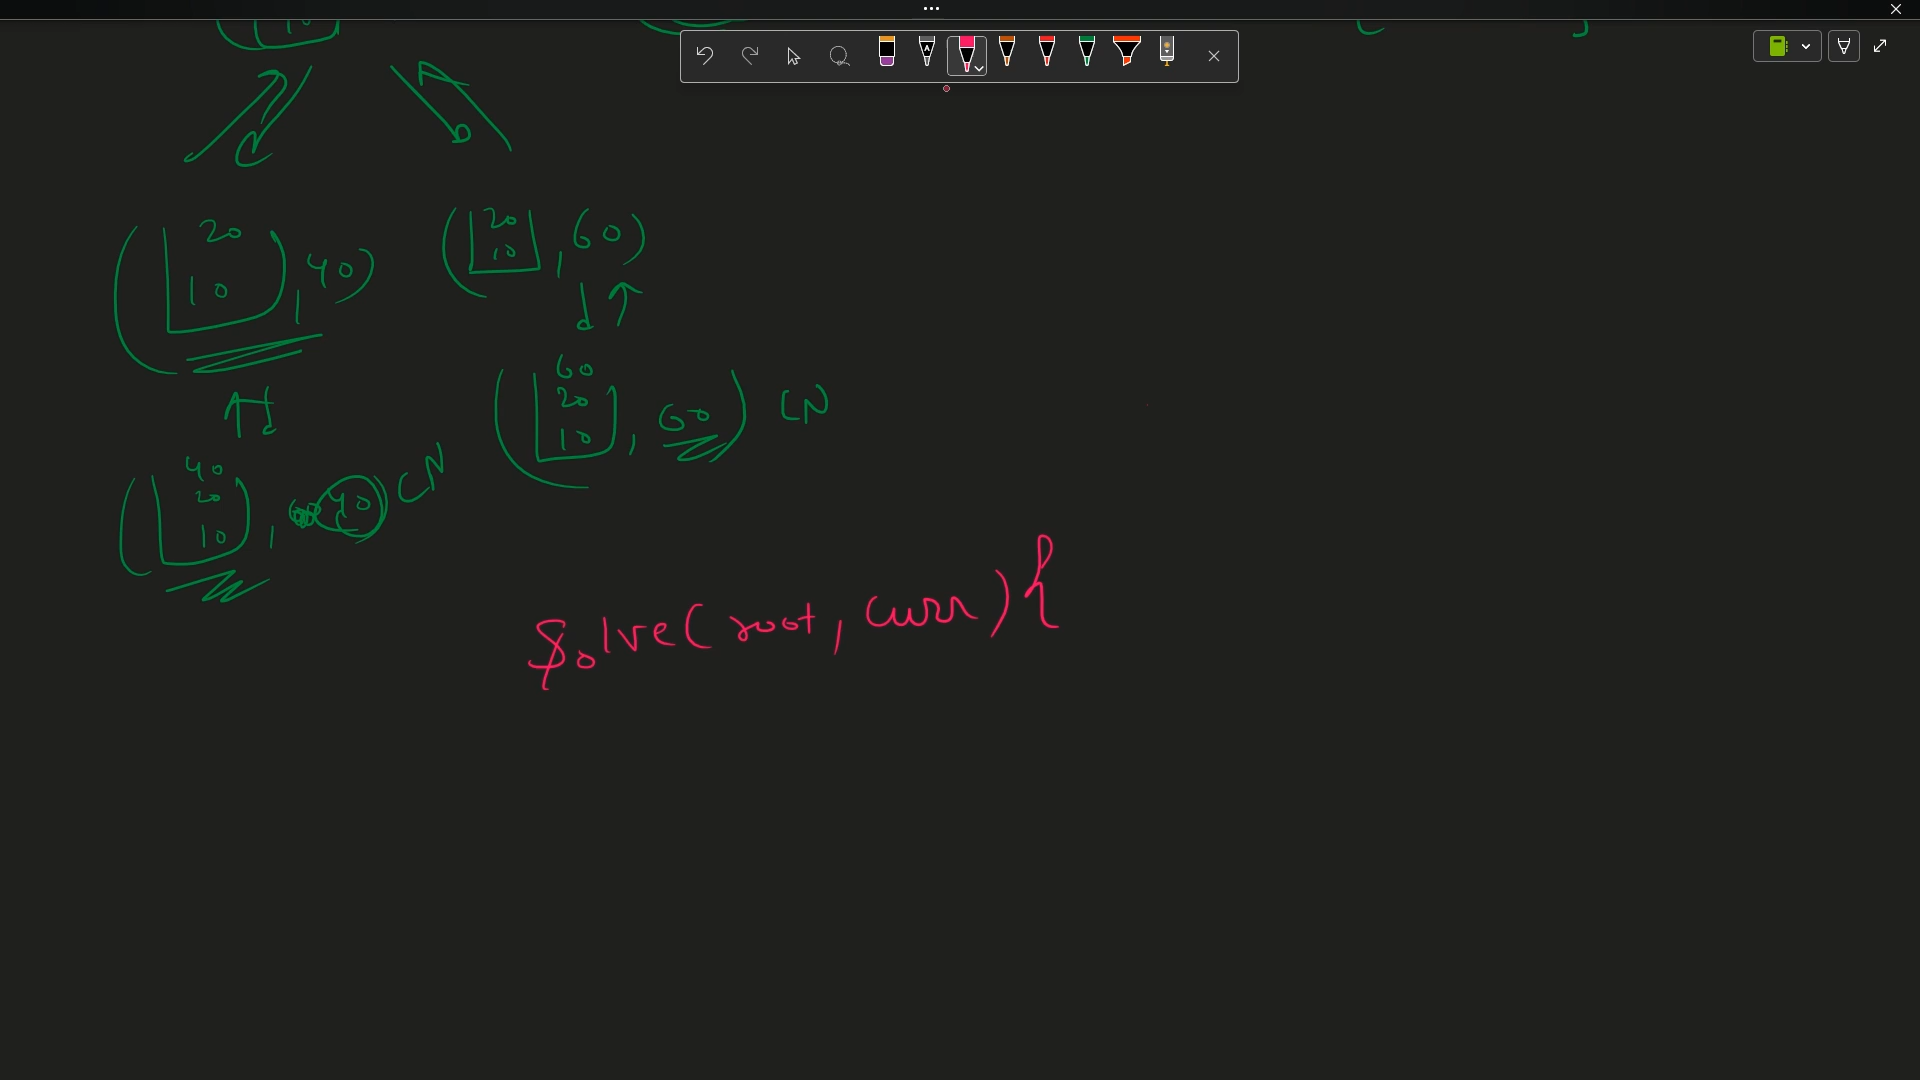 10
20 20 60)
10 , 40) 10 ,
60
20
10 , 60 CN
40
20
10 , 40 CN
solve(root, curr){